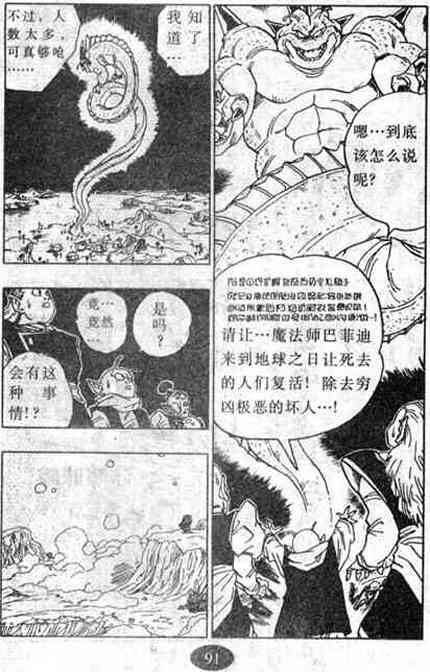 嗯…到底
该怎么说
呢？
请让…魔法师巴菲迪
来到地球之日让死去
的人们复活！除去穷
凶极恶的坏人…！
我知
道了
……
不过，人
数太多，
可真够呛
……
是
吗？
竟…
竟然
…
会有这
种事
情！？
91